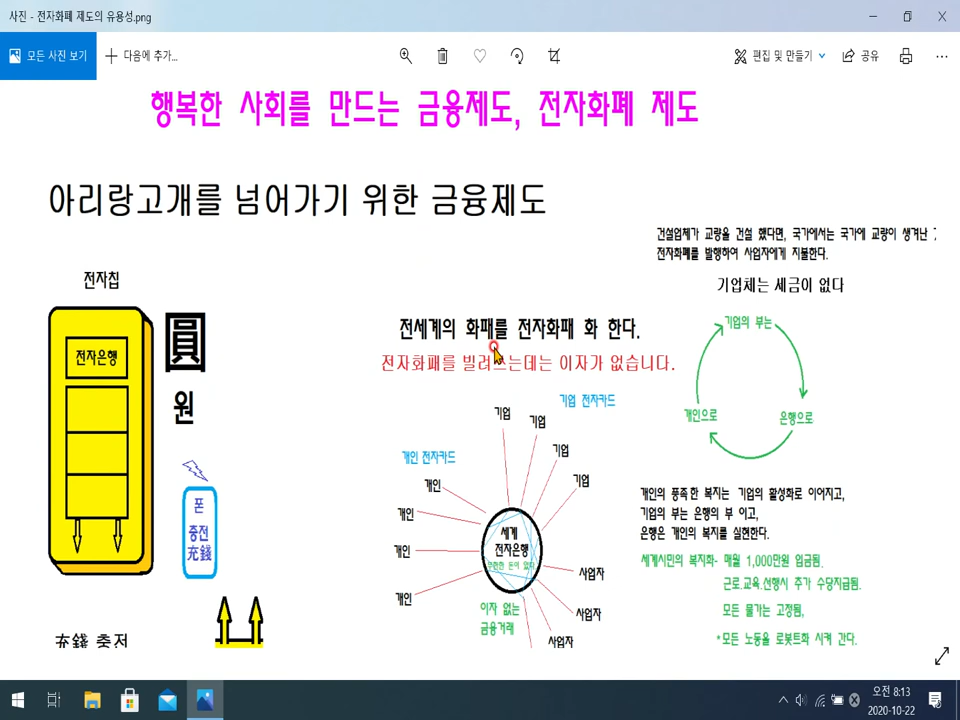 사진 - 전자화폐 제도의 유용성.png
모든 사진 보기
다음에 추가...
편집 및 만들기
공유
행복한 사회를 만드는 금융제도, 전자화폐 제도
아리랑고개를 넘어가기 위한 금융제도
건설업체가 교량을 건설 했다면, 국가에서는 국가에 교량이 생겨난
전자화폐를 발행하여 사업자에게 지불한다.
기업체는 세금이 없다
전자칩
전자은행
圓
원
폰
충전
充錢
充錢 충전
전세계의 화패를 전자화패 화 한다.
전자화패를 빌려쓰는데는 이자가 없습니다.
기업 전자카드
기업
기업
기업
기업
개인 전자카드
개인
개인
개인
개인
세계
전자은행
사업자
사업자
사업자
이자 없는
금융거래
기업의 부는
개인으로
은행으로
개인의 풍족한 복지는 기업의 활성화로 이어지고,
기업의 부는 은행의 부 이고,
은행은 개인의 복지를 실현한다.
세계시민의 복지화- 매월 1,000만원 입금됨.
근로.교육.선행시 추가 수당지급됨.
모든 물가는 고정됨,
*모든 노동을 로봇트화 시켜 간다.
오전 8:13
2020-10-22